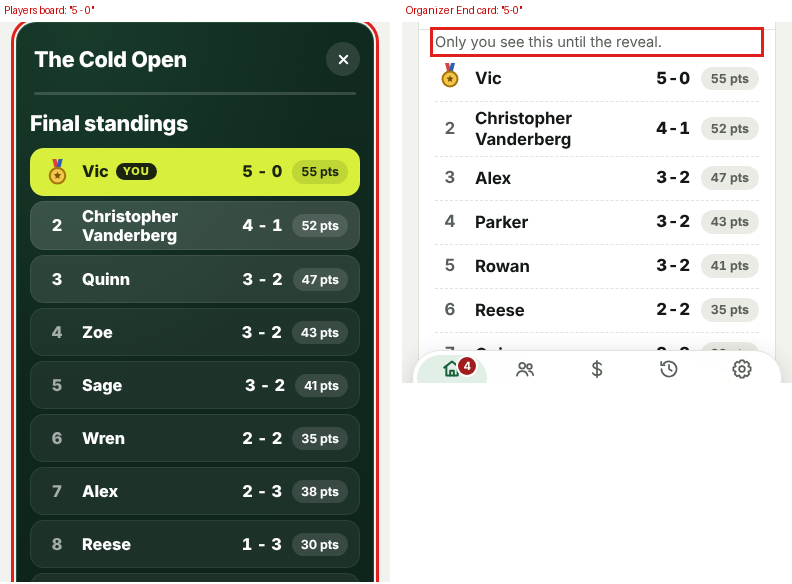 Players board: "5 - 0"
The Cold Open
Final standings
Vic YOU 5 - 0 55 pts
2 Christopher Vanderberg 4 - 1 52 pts
3 Quinn 3 - 2 47 pts
4 Zoe 3 - 2 43 pts
5 Sage 3 - 2 41 pts
6 Wren 2 - 2 35 pts
7 Alex 2 - 3 38 pts
8 Reese 1 - 3 30 pts
Organizer End card: "5-0"
Only you see this until the reveal.
Vic 5-0 55 pts
2 Christopher Vanderberg 4-1 52 pts
3 Alex 3-2 47 pts
4 Parker 3-2 43 pts
5 Rowan 3-2 41 pts
6 Reese 2-2 35 pts
4
$